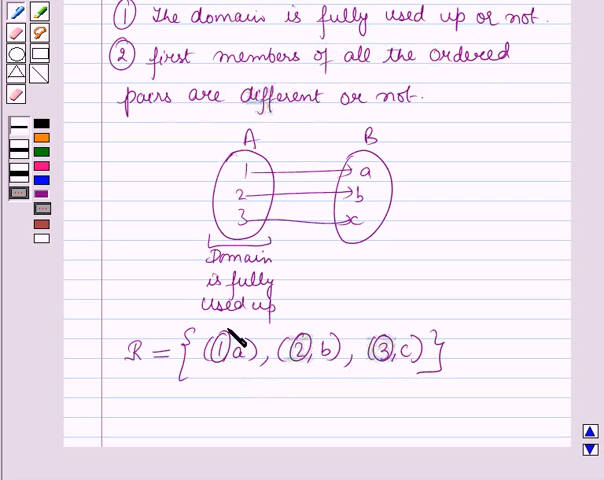 ① The domain is fully used up or not.
② first members of all the ordered
pairs are different or not.
A B
1 a
2 b
3 c
Domain
is fully
used up
R = {(1 a), (2, b), (3, c)}